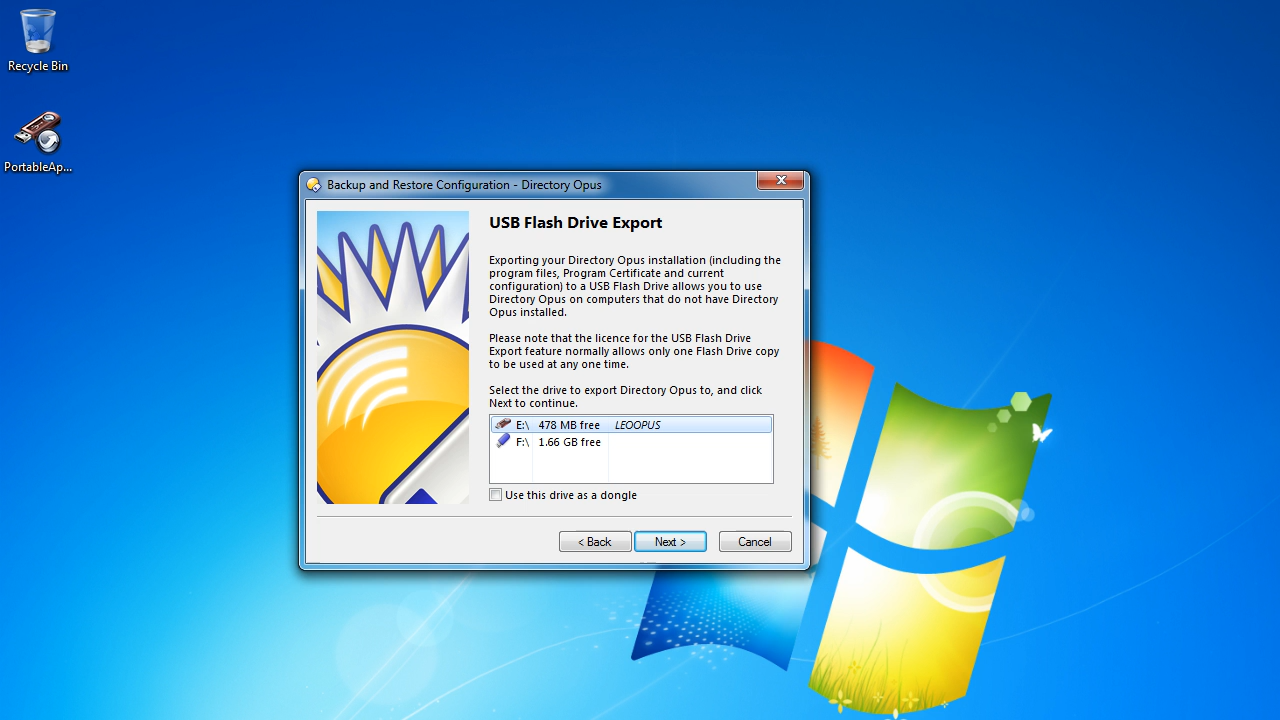 Recycle Bin
PortableAp...
Backup and Restore Configuration - Directory Opus
USB Flash Drive Export
Exporting your Directory Opus installation (including the
program files, Program Certificate and current
configuration) to a USB Flash Drive allows you to use
Directory Opus on computers that do not have Directory
Opus installed.
Please note that the licence for the USB Flash Drive
Export feature normally allows only one Flash Drive copy
to be used at any one time.
Select the drive to export Directory Opus to, and click
Next to continue.
E:\ 478 MB free LEOOPUS
F:\ 1.66 GB free
Use this drive as a dongle
< Back Next > Cancel